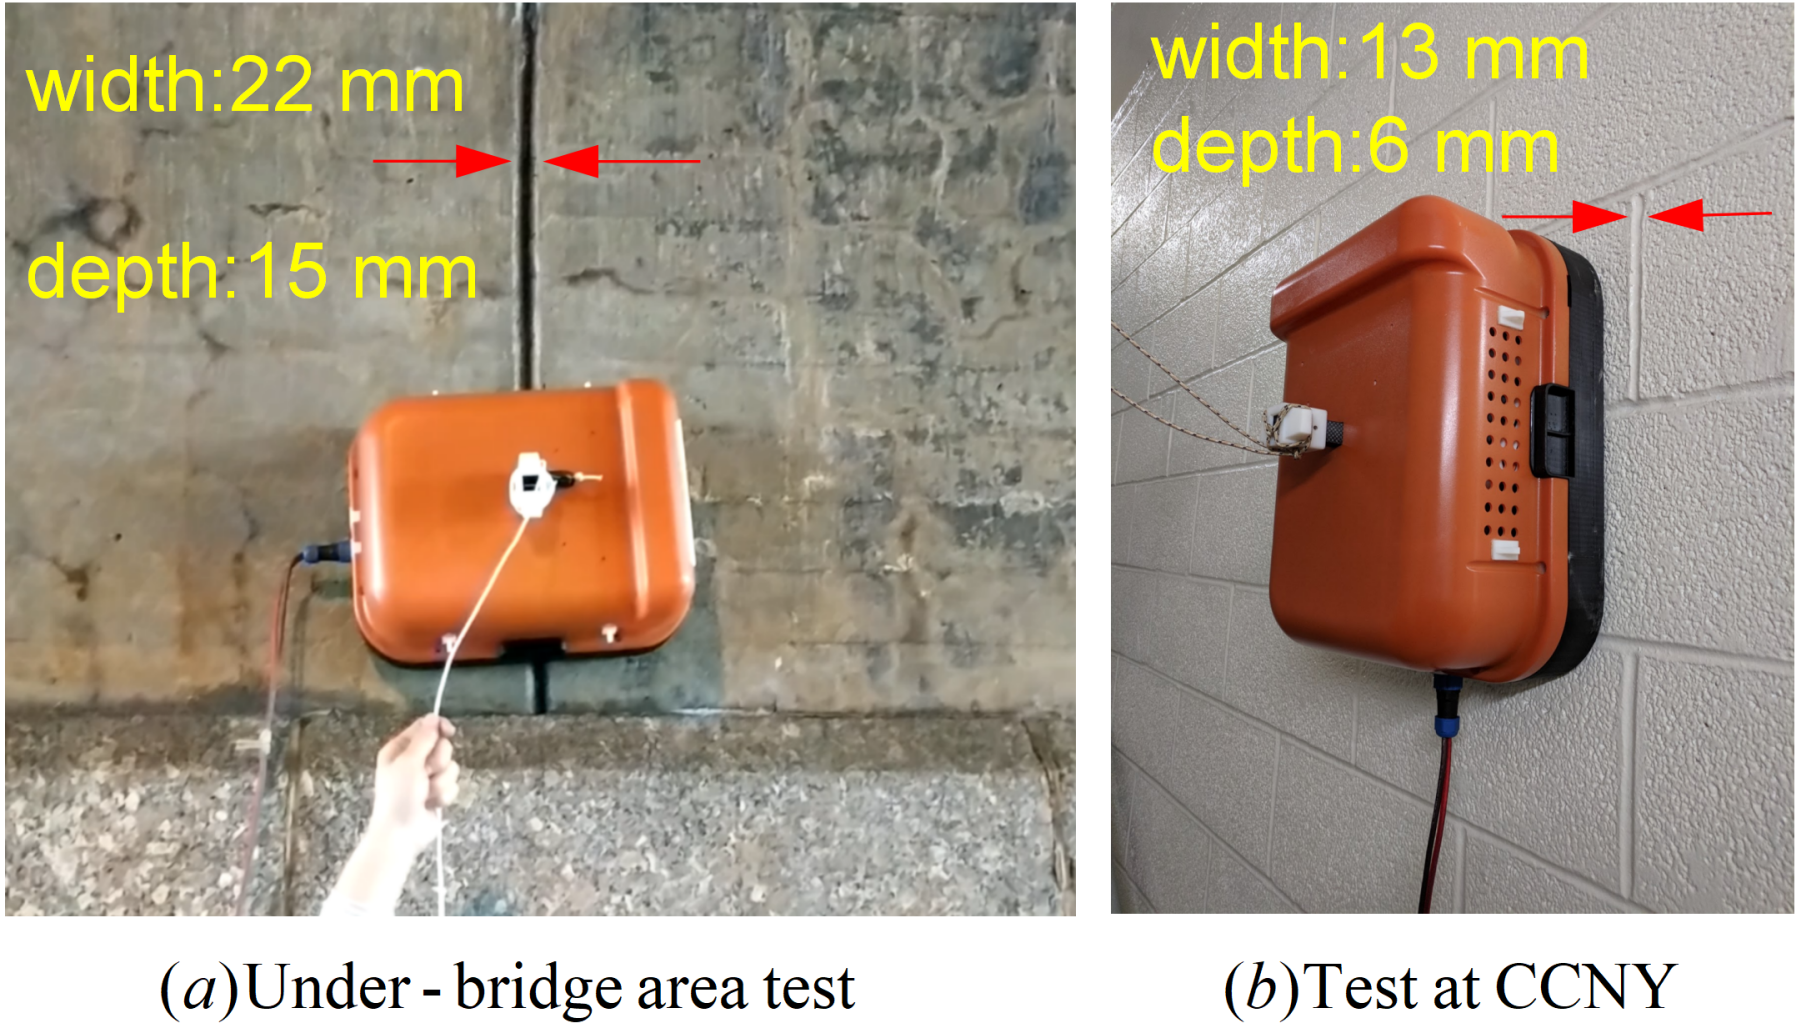 width:22 mm
depth:15 mm
width:13 mm
depth:6 mm
(a)Under-bridge area test
(b)Test at CCNY